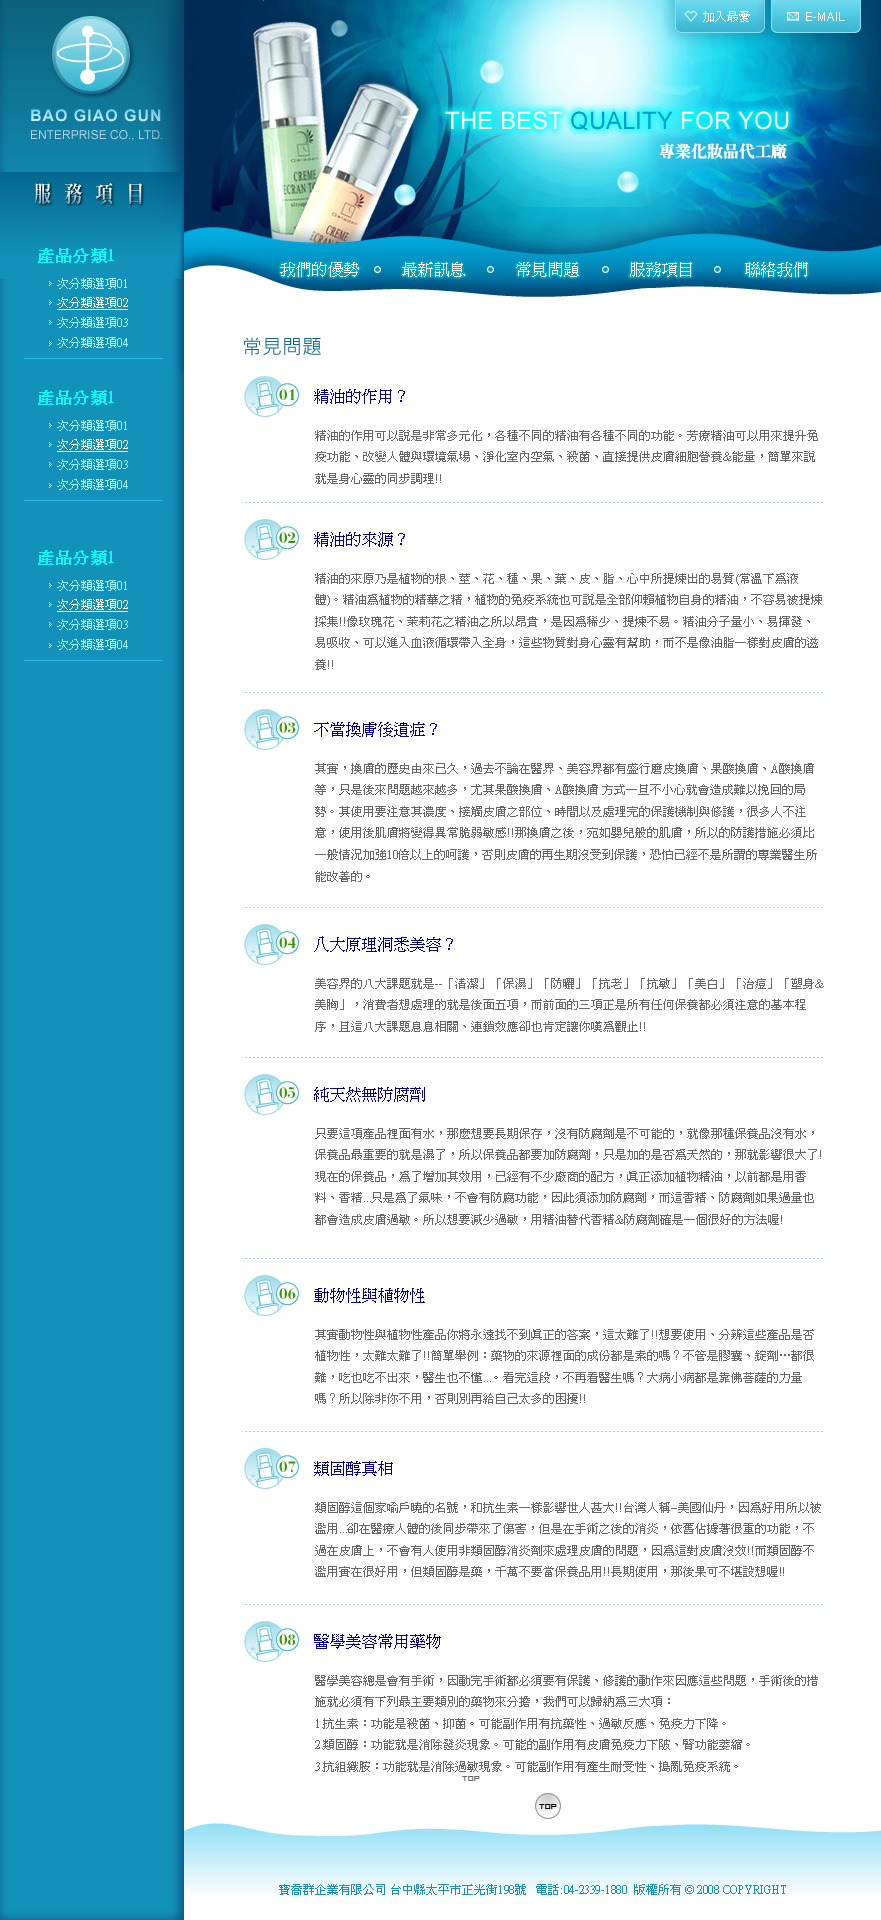 加入最愛
E-MAIL
BAO GIAO GUN
ENTERPRISE CO., LTD.
THE BEST QUALITY FOR YOU
專業化妝品代工廠
CREME
ECRAN
CREME
ECRAN
服務項目
我們的優勢
最新訊息
常見問題
服務項目
聯絡我們
產品分類1
次分類選項01
次分類選項02
次分類選項03
次分類選項04
產品分類1
次分類選項01
次分類選項02
次分類選項03
次分類選項04
產品分類1
次分類選項01
次分類選項02
次分類選項03
次分類選項04
常見問題
01 精油的作用？
精油的作用可以說是非常多元化，各種不同的精油有各種不同的功能。芳療精油可以用來提升免
疫功能、改變人體與環境氣場、淨化室內空氣、殺菌、直接提供皮膚細胞營養&能量，簡單來說
就是身心靈的同步調理!!
02 精油的來源？
精油的來原乃是植物的根、莖、花、種、果、葉、皮、脂、心中所提煉出的易質(常溫下為液
體)。精油為植物的精華之精，植物的免疫系統也可說是全部仰賴植物自身的精油，不容易被提煉
採集!!像玫瑰花、茉莉花之精油之所以昂貴，是因為稀少、提煉不易。精油分子量小、易揮發、
易吸收、可以進入血液循環帶入全身，這些物質對身心靈有幫助，而不是像油脂一樣對皮膚的滋
養!!
03 不當換膚後遺症？
其實，換膚的歷史由來已久，過去不論在醫界、美容界都有盛行磨皮換膚、果酸換膚、A酸換膚
等，只是後來問題越來越多，尤其果酸換膚、A酸換膚 方式一旦不小心就會造成難以挽回的局
勢。其使用要注意其濃度、接觸皮膚之部位、時間以及處理完的保護機制與修護，很多人不注
意，使用後肌膚將變得異常脆弱敏感!!那換膚之後，宛如嬰兒般的肌膚，所以的防護措施必須比
一般情況加強10倍以上的呵護，否則皮膚的再生期沒受到保護，恐怕已經不是所謂的專業醫生所
能改善的。
04 八大原理洞悉美容？
美容界的八大課題就是--「清潔」「保濕」「防曬」「抗老」「抗敏」「美白」「治痘」「塑身&
美胸」，消費者想處理的就是後面五項，而前面的三項正是所有任何保養都必須注意的基本程
序，且這八大課題息息相關、連鎖效應卻也肯定讓你嘆為觀止!!
05 純天然無防腐劑
只要這項產品裡面有水，那麼想要長期保存，沒有防腐劑是不可能的，就像那種保養品沒有水，
保養品最重要的就是濕了，所以保養品都要加防腐劑，只是加的是否為天然的，那就影響很大了!
現在的保養品，為了增加其效用，已經有不少廠商的配方，真正添加植物精油，以前都是用香
料、香精...只是為了氣味，不會有防腐功能，因此須添加防腐劑，而這香精、防腐劑如果過量也
都會造成皮膚過敏。所以想要減少過敏，用精油替代香精&防腐劑確是一個很好的方法喔!
06 動物性與植物性
其實動物性與植物性產品你將永遠找不到真正的答案，這太難了!!想要使用、分辨這些產品是否
植物性，太難太難了!!簡單舉例：藥物的來源裡面的成份都是素的嗎？不管是膠囊、錠劑…都很
難，吃也吃不出來，醫生也不懂...。看完這段，不再看醫生嗎？大病小病都是靠佛菩薩的力量
嗎？所以除非你不用，否則別再給自己太多的困擾!!
07 類固醇真相
類固醇這個家喻戶曉的名號，和抗生素一樣影響世人甚大!!台灣人稱–美國仙丹，因為好用所以被
濫用...卻在醫療人體的後同步帶來了傷害，但是在手術之後的消炎，依舊佔據著很重的功能，不
過在皮膚上，不會有人使用非類固醇消炎劑來處理皮膚的問題，因為這對皮膚沒效!!而類固醇不
濫用實在很好用，但類固醇是藥，千萬不要當保養品用!!長期使用，那後果可不堪設想喔!!
08 醫學美容常用藥物
醫學美容總是會有手術，因動完手術都必須要有保護、修護的動作來因應這些問題，手術後的措
施就必須有下列最主要類別的藥物來分擔，我們可以歸納為三大項：
1.抗生素：功能是殺菌、抑菌。可能副作用有抗藥性、過敏反應、免疫力下降。
2.類固醇：功能就是消除發炎現象。可能的副作用有皮膚免疫力下陂、腎功能萎縮。
3.抗組織胺：功能就是消除過敏現象。可能副作用有產生耐受性、搗亂免疫系統。
TOP
TOP
寶喬群企業有限公司 台中縣太平市正光街198號 電話:04-2339-1880 版權所有 © 2008 COPYRIGHT